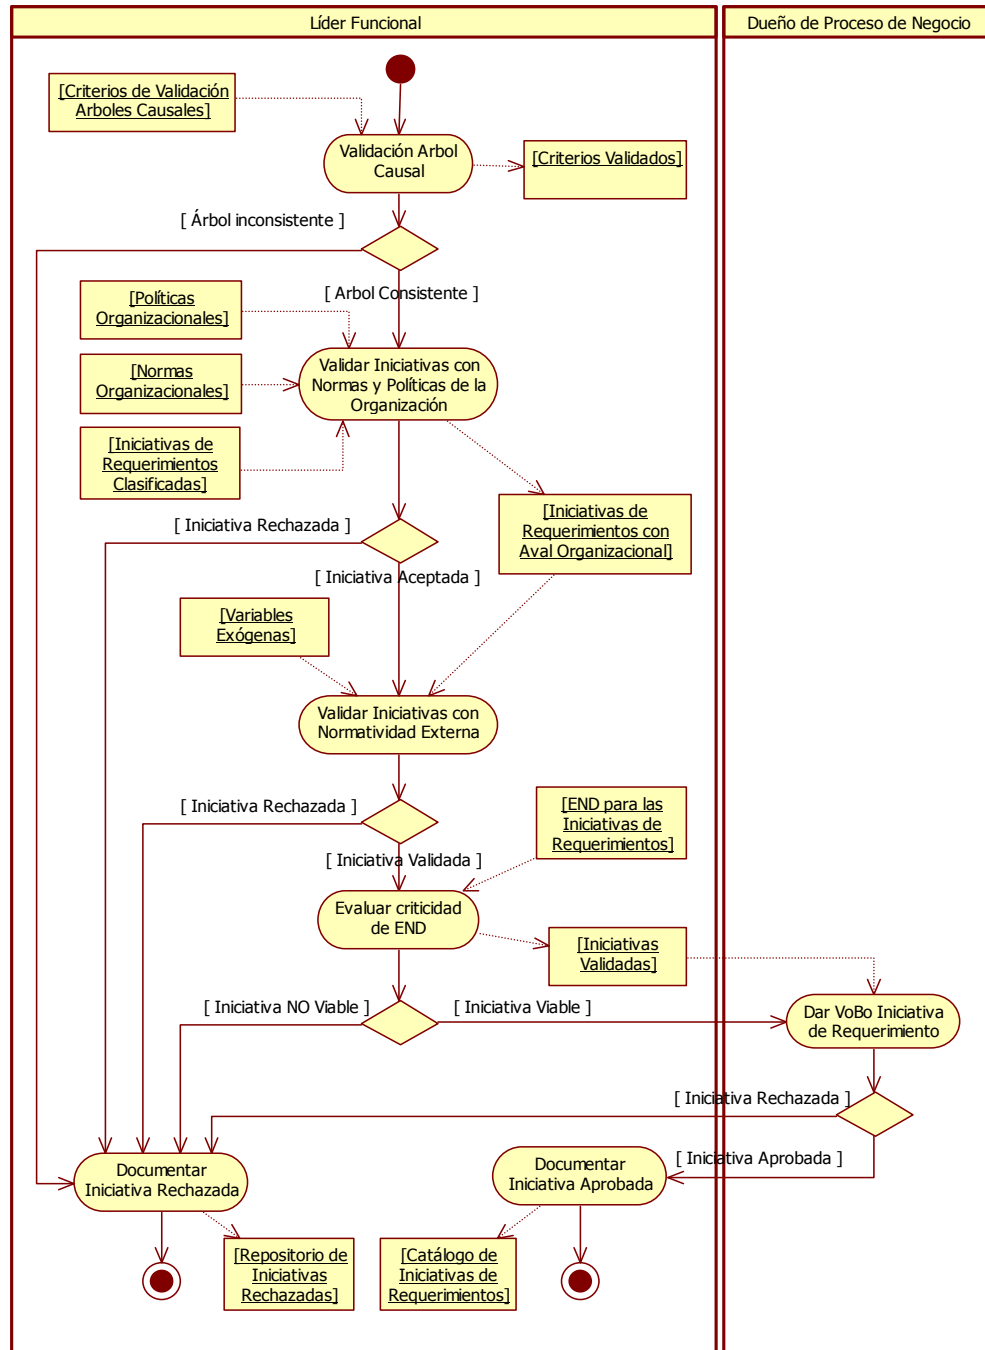 Líder Funcional
Dueño de Proceso de Negocio
[Criterios de Validación
Arboles Causales]
Validación Arbol
Causal
[Criterios Validados]
[ Árbol inconsistente ]
[ Arbol Consistente ]
[Políticas
Organizacionales]
[Normas
Organizacionales]
Validar Iniciativas con
Normas y Políticas de la
Organización
[Iniciativas de
Requerimientos
Clasificadas]
[Iniciativas de
Requerimientos con
Aval Organizacional]
[ Iniciativa Rechazada ]
[ Iniciativa Aceptada ]
[Variables
Exógenas]
Validar Iniciativas con
Normatividad Externa
[ Iniciativa Rechazada ]
[END para las
Iniciativas de
Requerimientos]
[ Iniciativa Validada ]
Evaluar criticidad
de END
[Iniciativas
Validadas]
[ Iniciativa NO Viable ]
[ Iniciativa Viable ]
Dar VoBo Iniciativa
de Requerimiento
[ Iniciativa Rechazada ]
[ Iniciativa Aprobada ]
Documentar
Iniciativa Rechazada
Documentar
Iniciativa Aprobada
[Repositorio de
Iniciativas
Rechazadas]
[Catálogo de
Iniciativas de
Requerimientos]